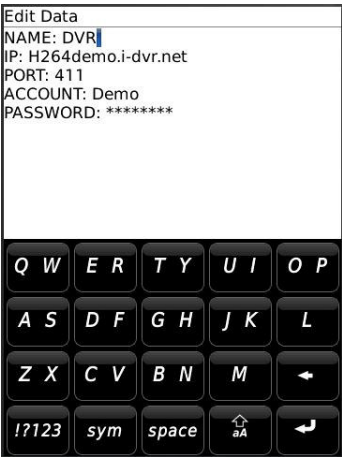 Edit Data
NAME: DVR
IP: H264demo.i-dvr.net
PORT: 411
ACCOUNT: Demo
PASSWORD: ********
Q W E R T Y U I O P
A S D F G H J K L
Z X C V B N M
!?123 sym space aA